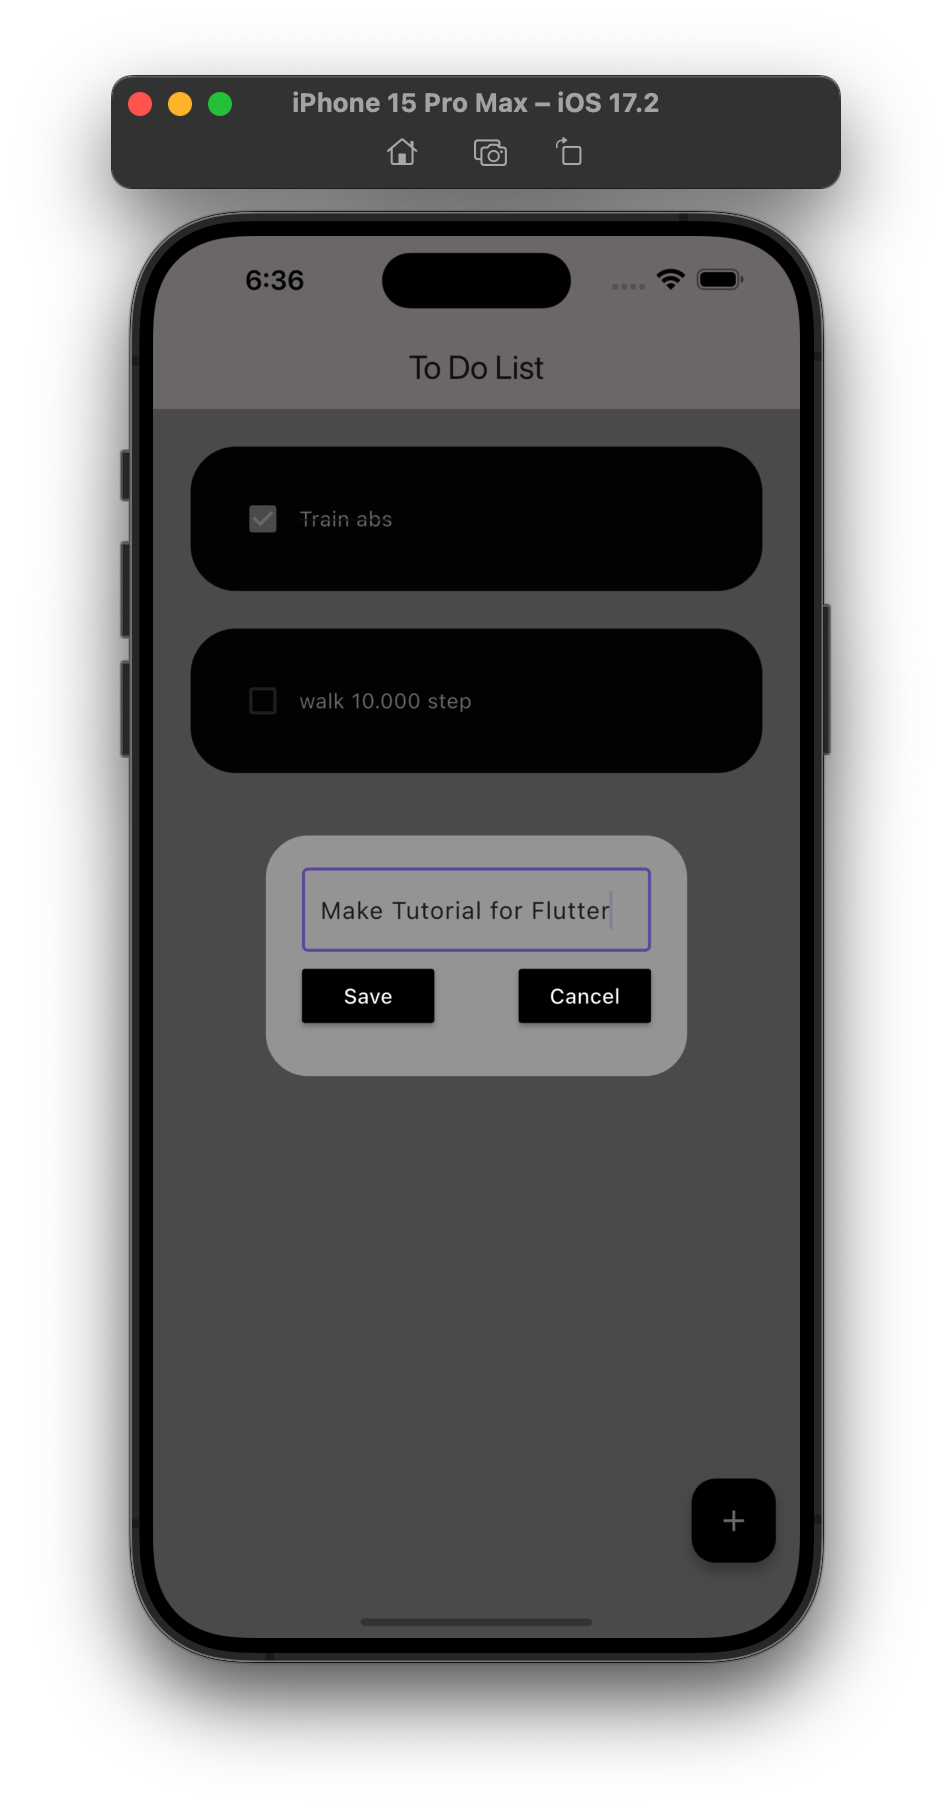 iPhone 15 Pro Max – iOS 17.2
6:36
To Do List
Train abs
walk 10.000 step
Make Tutorial for Flutter
Save Cancel
+